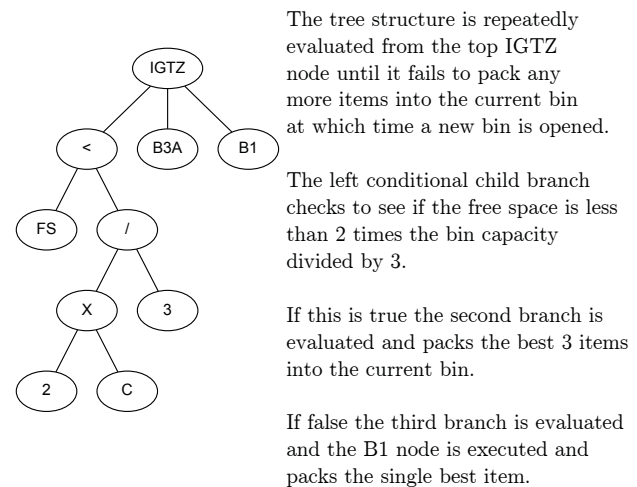 IGTZ
< B3A B1
FS /
X 3
2 C
The tree structure is repeatedly
evaluated from the top IGTZ
node until it fails to pack any
more items into the current bin
at which time a new bin is opened.
The left conditional child branch
checks to see if the free space is less
than 2 times the bin capacity
divided by 3.
If this is true the second branch is
evaluated and packs the best 3 items
into the current bin.
If false the third branch is evaluated
and the B1 node is executed and
packs the single best item.